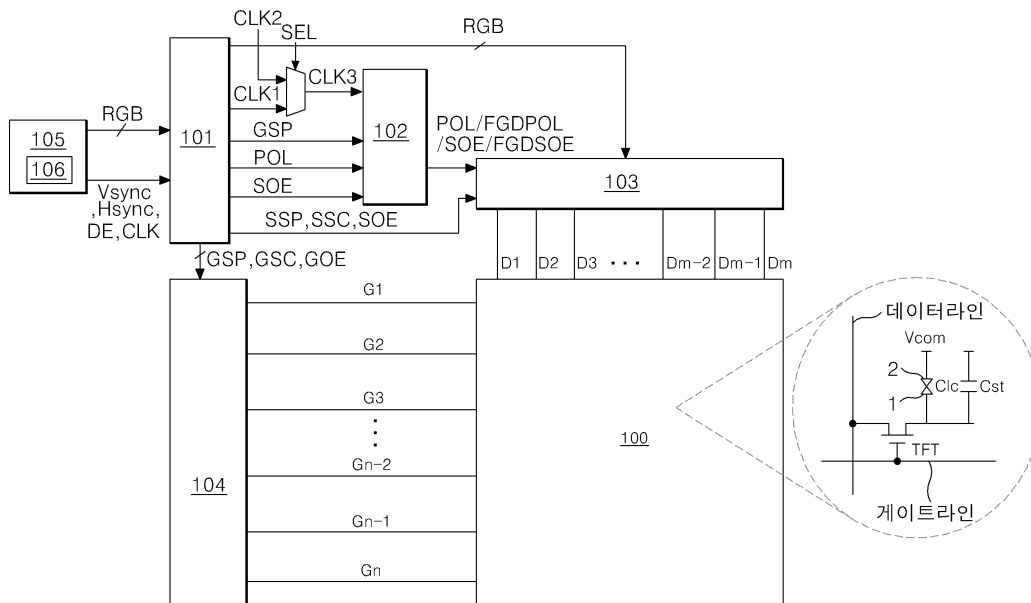 CLK2
SEL
RGB
CLK3
CLK1
RGB
101
102
GSP
POL/FGDPOL
/SOE/FGDSOE
105
106
POL
103
Vsync
,Hsync,
DE,CLK
SOE
SSP,SSC,SOE
GSP,GSC,GOE
D1 D2 D3 ··· Dm-2 Dm-1 Dm
G1
데이터라인
Vcom
G2
2
Clc
Cst
1
G3
⋮
100
TFT
Gn-2
104
게이트라인
Gn-1
Gn